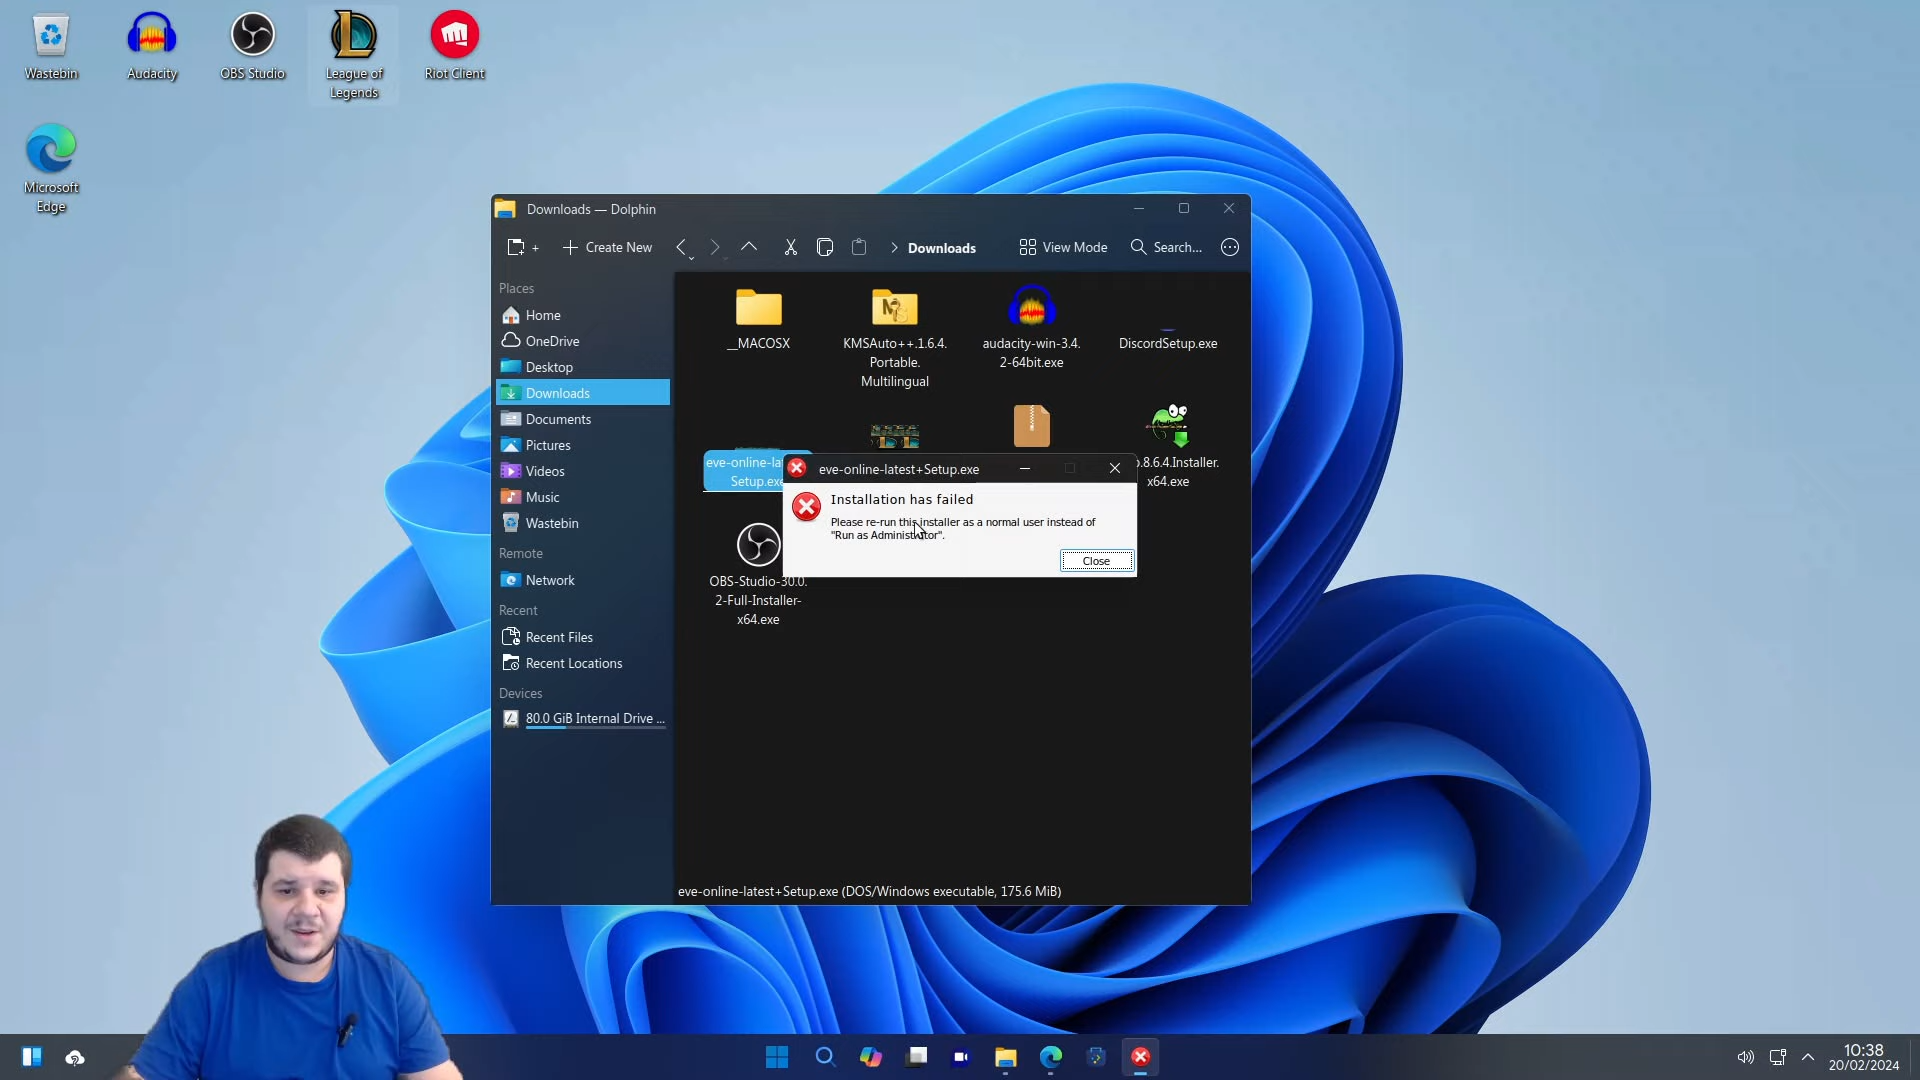 Wastebin
Audacity
OBS Studio
League of
Legends
Riot Client
Microsoft
Edge
Downloads — Dolphin
+
Create New
Downloads
View Mode
Search...
Places
Home
OneDrive
Desktop
Downloads
Documents
Pictures
Videos
Music
Wastebin
Remote
Network
Recent
Recent Files
Recent Locations
Devices
80.0 GiB Internal Drive ...
__MACOSX
KMSAuto++.1.6.4.
Portable.
Multilingual
audacity-win-3.4.
2-64bit.exe
DiscordSetup.exe
eve-online-lat
Setup.exe
.8.6.4.Installer.
x64.exe
OBS-Studio-30.0.
2-Full-Installer-
x64.exe
eve-online-latest+Setup.exe
Installation has failed
Please re-run this installer as a normal user instead of
"Run as Administrator".
Close
eve-online-latest+Setup.exe (DOS/Windows executable, 175.6 MiB)
10:38
20/02/2024